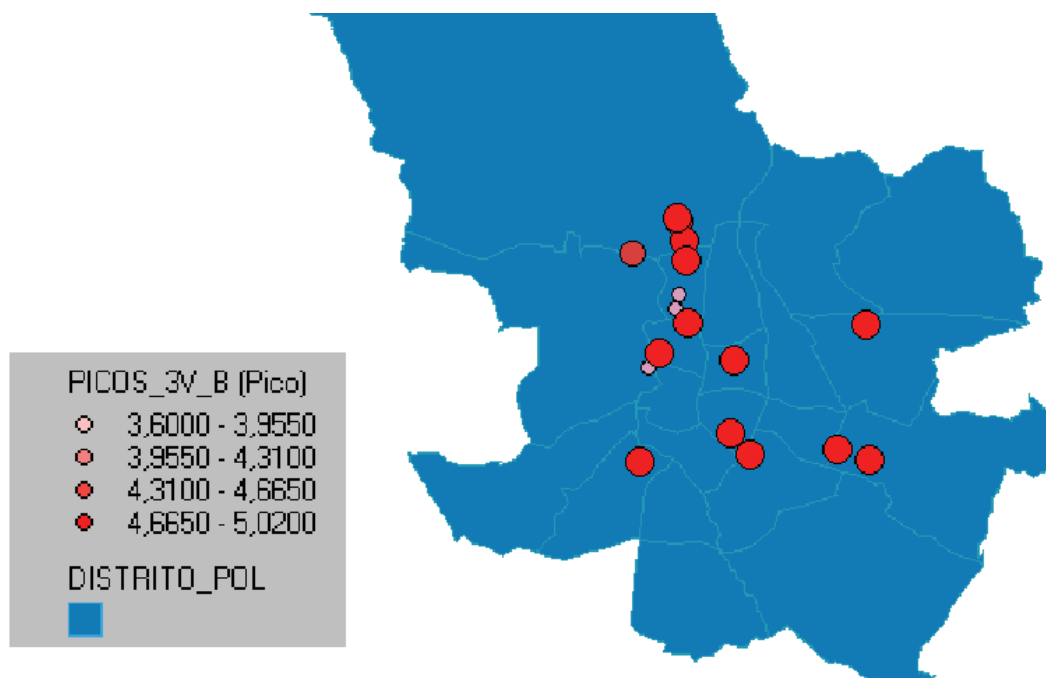 PICOS_3V_B (Pico)
3,6000 - 3,9550
3,9550 - 4,3100
4,3100 - 4,6650
4,6650 - 5,0200
DISTRITO_POL